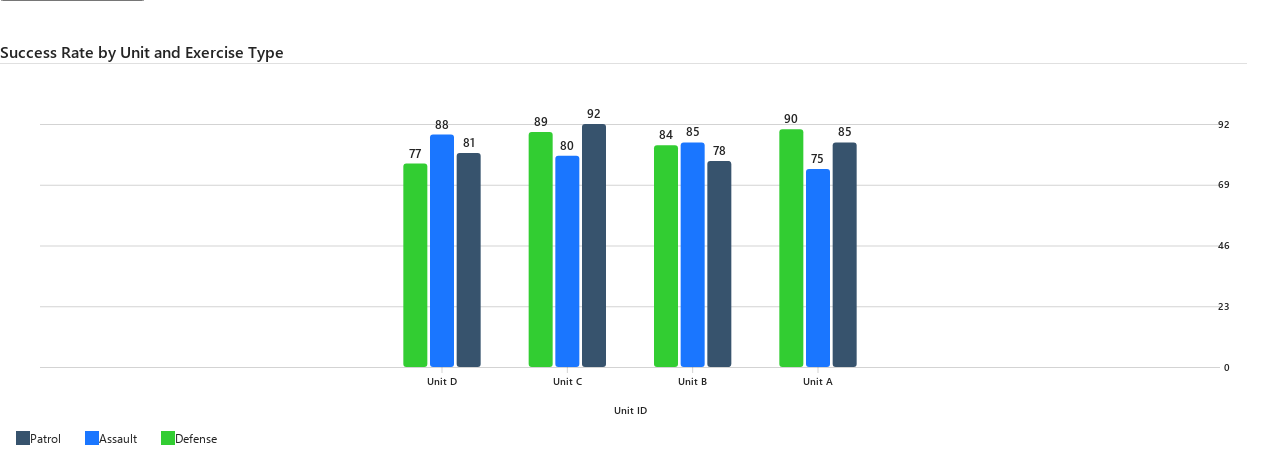 Success Rate by Unit and Exercise Type
92
89
90
88
84
85
85
81
80
78
77
75
92
69
46
23
0
Unit D
Unit C
Unit B
Unit A
Unit ID
Patrol
Assault
Defense